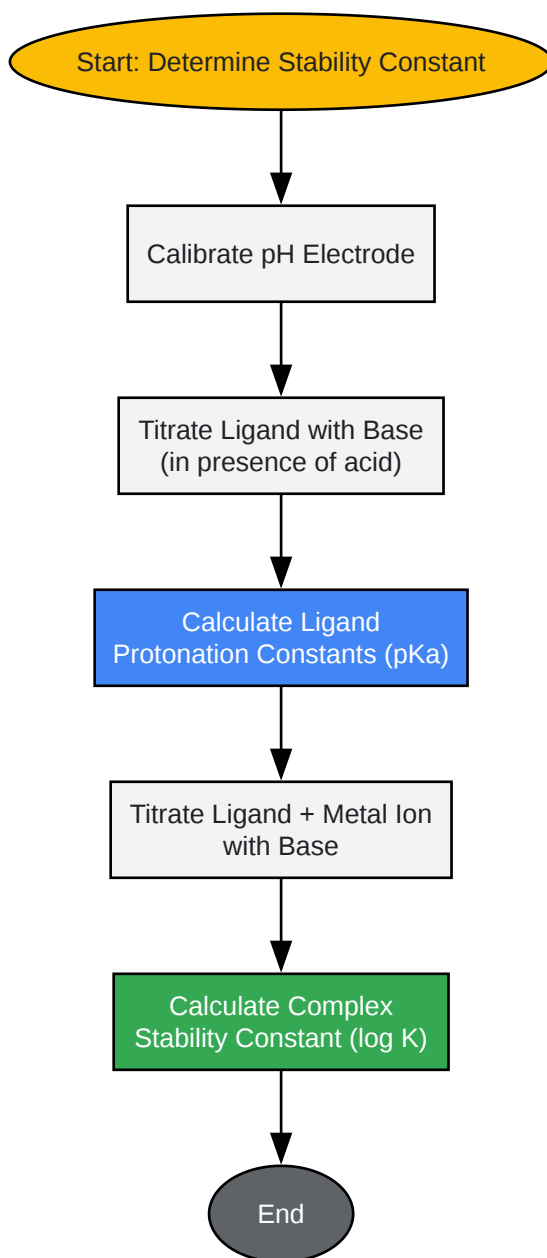 Start: Determine Stability Constant
Calibrate pH Electrode
Titrate Ligand with Base
(in presence of acid)
Calculate Ligand
Protonation Constants (pKa)
Titrate Ligand + Metal Ion
with Base
Calculate Complex
Stability Constant (log K)
End